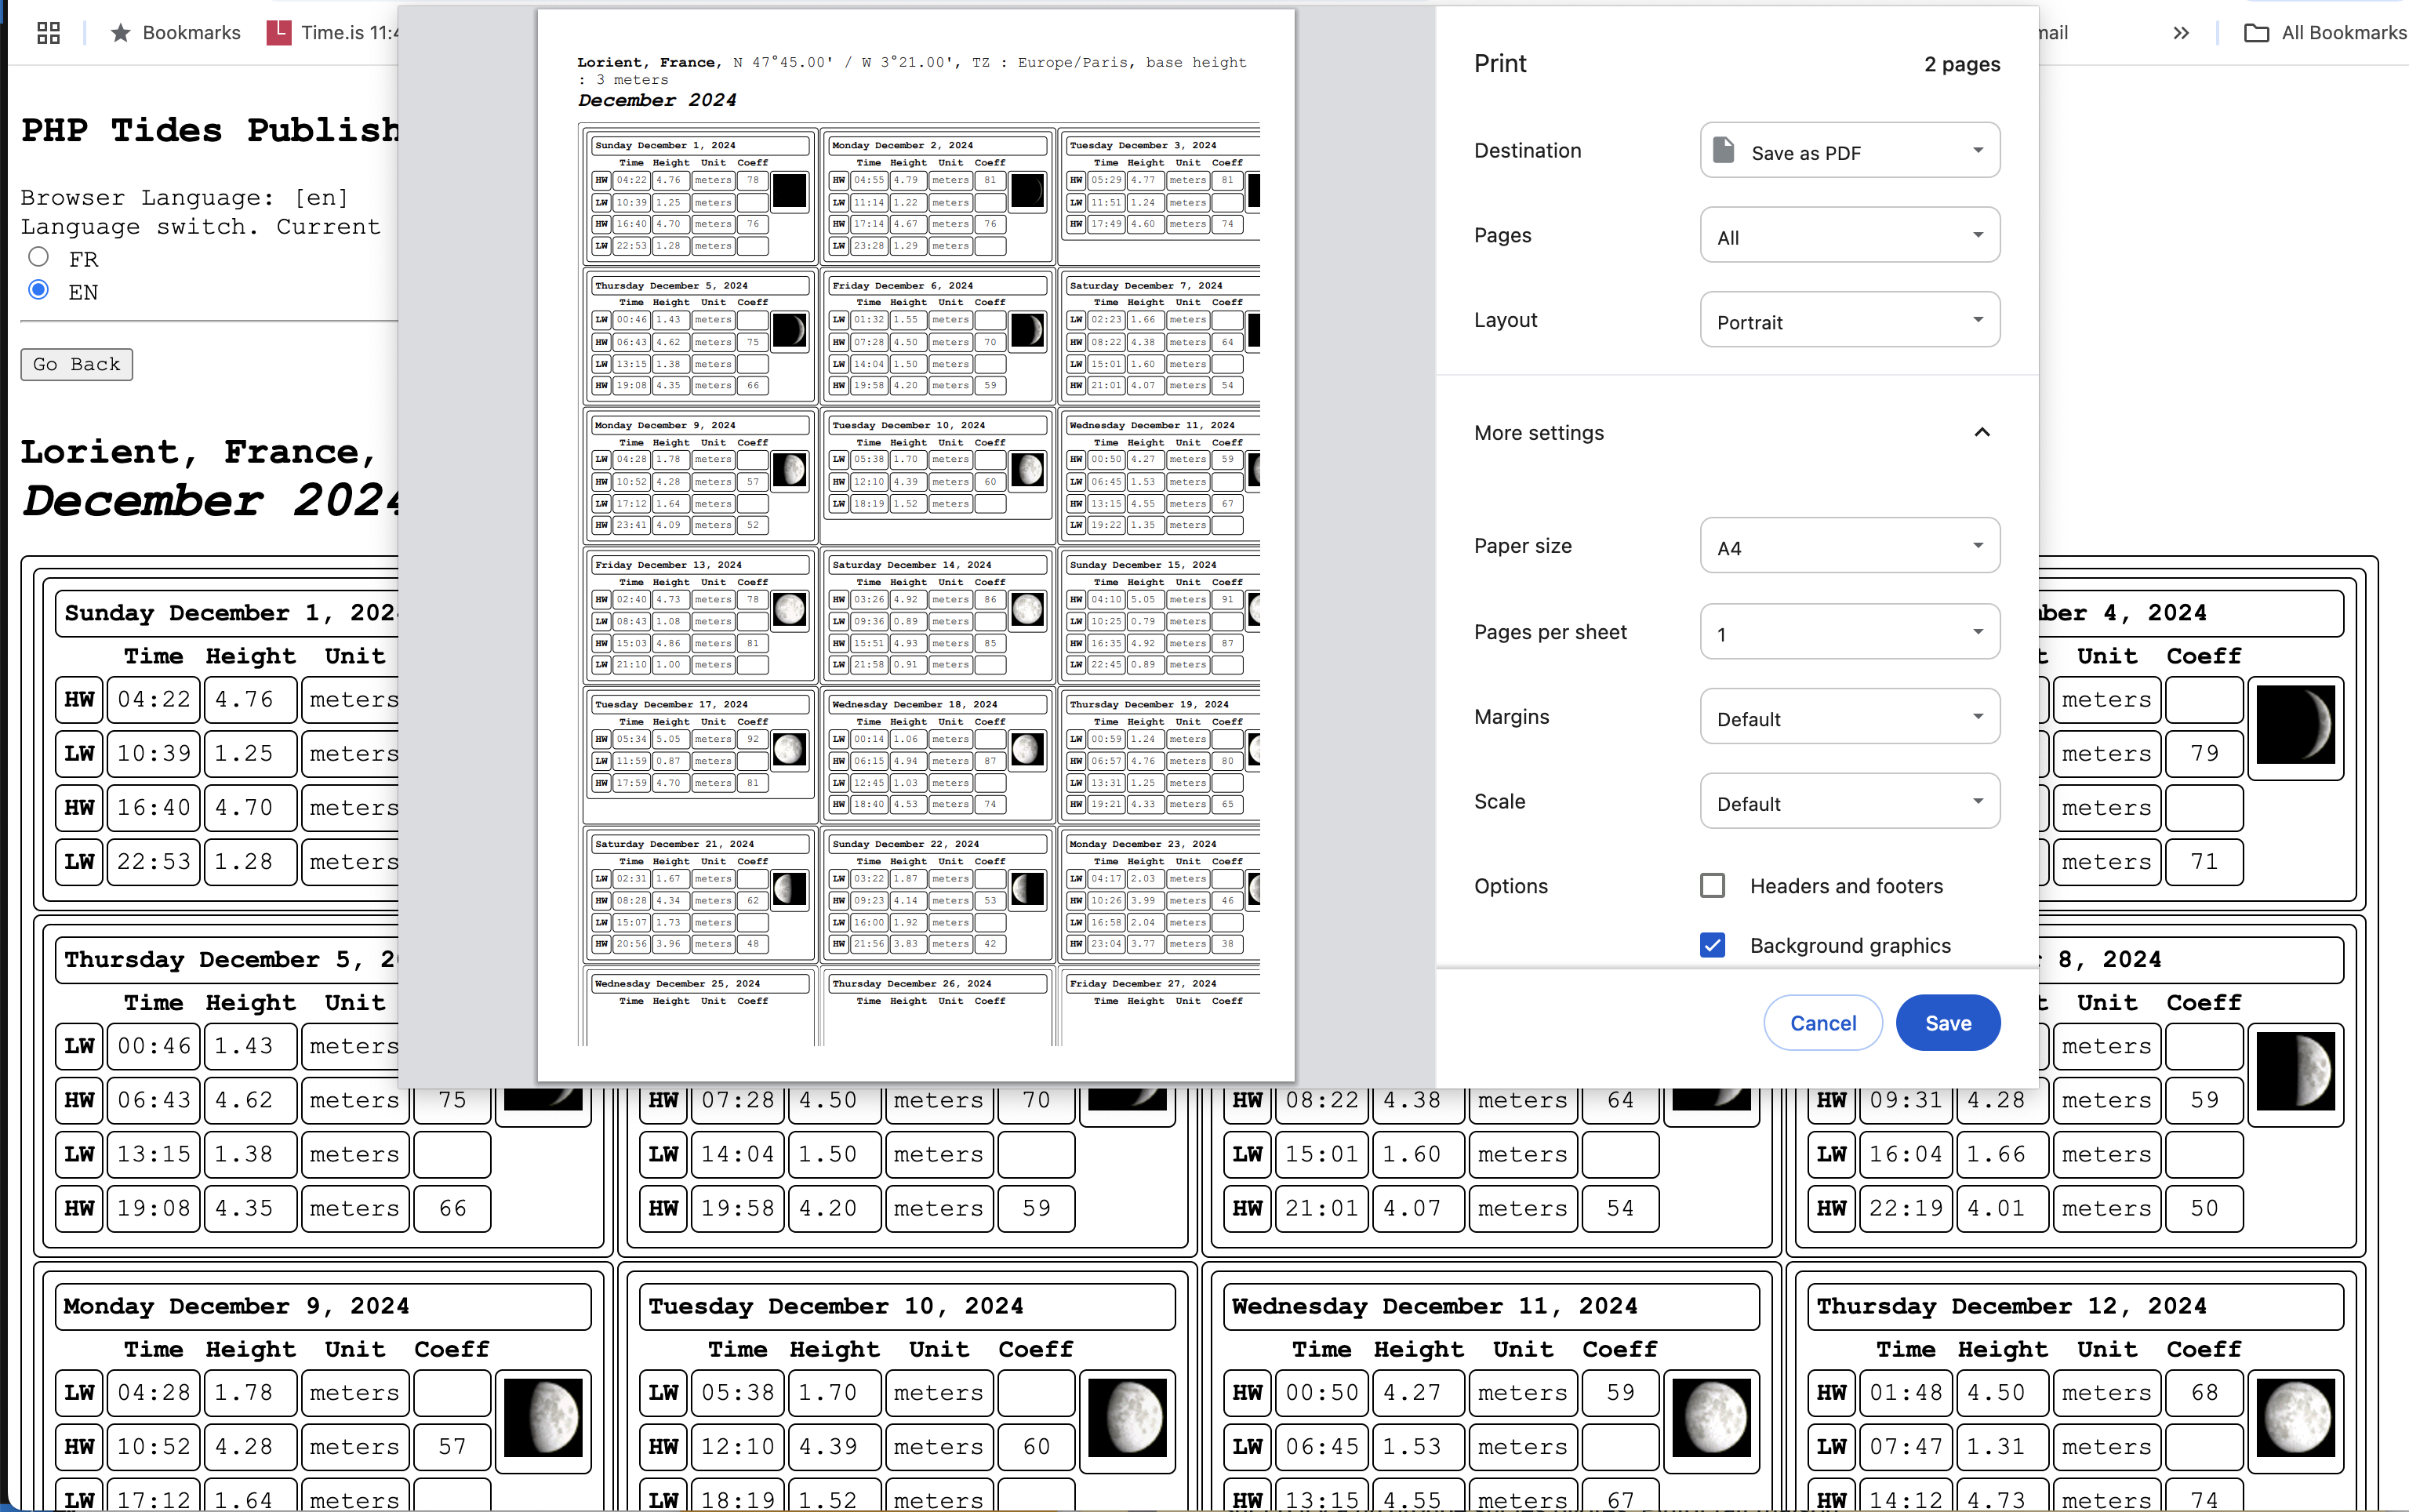 Bookmarks
Time.is 11:4
mail
All Bookmarks
PHP Tides Publish
Browser Language: [en]
Language switch. Current
FR
EN
Go Back
Lorient, France,
December 2024
Lorient, France, N 47°45.00' / W 3°21.00', TZ : Europe/Paris, base height
: 3 meters
December 2024
Sunday December 1, 2024 Monday December 2, 2024 Tuesday December 3, 2024
Time Height Unit Coeff Time Height Unit Coeff Time Height Unit Coeff
HW 04:22 4.76 meters 78 HW 04:55 4.79 meters 81 HW 05:29 4.77 meters 81
LW 10:39 1.25 meters LW 11:14 1.22 meters LW 11:51 1.24 meters
HW 16:40 4.70 meters 76 HW 17:14 4.67 meters 76 HW 17:49 4.60 meters 74
LW 22:53 1.28 meters LW 23:28 1.29 meters
Thursday December 5, 2024 Friday December 6, 2024 Saturday December 7, 2024
Time Height Unit Coeff Time Height Unit Coeff Time Height Unit Coeff
LW 00:46 1.43 meters LW 01:32 1.55 meters LW 02:23 1.66 meters
HW 06:43 4.62 meters 75 HW 07:28 4.50 meters 70 HW 08:22 4.38 meters 64
LW 13:15 1.38 meters LW 14:04 1.50 meters LW 15:01 1.60 meters
HW 19:08 4.35 meters 66 HW 19:58 4.20 meters 59 HW 21:01 4.07 meters 54
Monday December 9, 2024 Tuesday December 10, 2024 Wednesday December 11, 2024
Time Height Unit Coeff Time Height Unit Coeff Time Height Unit Coeff
LW 04:28 1.78 meters LW 05:38 1.70 meters HW 00:50 4.27 meters 59
HW 10:52 4.28 meters 57 HW 12:10 4.39 meters 60 LW 06:45 1.53 meters
LW 17:12 1.64 meters LW 18:19 1.52 meters HW 13:15 4.55 meters 67
HW 23:41 4.09 meters 52 LW 19:22 1.35 meters
Friday December 13, 2024 Saturday December 14, 2024 Sunday December 15, 2024
Time Height Unit Coeff Time Height Unit Coeff Time Height Unit Coeff
HW 02:40 4.73 meters 78 HW 03:26 4.92 meters 86 HW 04:10 5.05 meters 91
LW 08:43 1.08 meters LW 09:36 0.89 meters LW 10:25 0.79 meters
HW 15:03 4.86 meters 81 HW 15:51 4.93 meters 85 HW 16:35 4.92 meters 87
LW 21:10 1.00 meters LW 21:58 0.91 meters LW 22:45 0.89 meters
Tuesday December 17, 2024 Wednesday December 18, 2024 Thursday December 19, 2024
Time Height Unit Coeff Time Height Unit Coeff Time Height Unit Coeff
HW 05:34 5.05 meters 92 LW 00:14 1.06 meters LW 00:59 1.24 meters
LW 11:59 0.87 meters HW 06:15 4.94 meters 87 HW 06:57 4.76 meters 80
HW 17:59 4.70 meters 81 LW 12:45 1.03 meters LW 13:31 1.25 meters
HW 18:40 4.53 meters 74 HW 19:21 4.33 meters 65
Saturday December 21, 2024 Sunday December 22, 2024 Monday December 23, 2024
Time Height Unit Coeff Time Height Unit Coeff Time Height Unit Coeff
LW 02:31 1.67 meters LW 03:22 1.87 meters LW 04:17 2.03 meters
HW 08:28 4.34 meters 62 HW 09:23 4.14 meters 53 HW 10:26 3.99 meters 46
LW 15:07 1.73 meters LW 16:00 1.92 meters LW 16:58 2.04 meters
HW 20:56 3.96 meters 48 HW 21:56 3.83 meters 42 HW 23:04 3.77 meters 38
Wednesday December 25, 2024 Thursday December 26, 2024 Friday December 27, 2024
Time Height Unit Coeff Time Height Unit Coeff Time Height Unit Coeff
Print 2 pages
Destination Save as PDF
Pages All
Layout Portrait
More settings
Paper size A4
Pages per sheet 1
Margins Default
Scale Default
Options Headers and footers
Background graphics
Cancel Save
Sunday December 1, 202 ber 4, 2024
Time Height Unit t Unit Coeff
HW 04:22 4.76 meters meters
LW 10:39 1.25 meters meters 79
HW 16:40 4.70 meters meters
LW 22:53 1.28 meters meters 71
Thursday December 5, 2 8, 2024
Time Height Unit t Unit Coeff
LW 00:46 1.43 meters meters
HW 06:43 4.62 meters 75 HW 07:28 4.50 meters 70 HW 08:22 4.38 meters 64 HW 09:31 4.28 meters 59
LW 13:15 1.38 meters LW 14:04 1.50 meters LW 15:01 1.60 meters LW 16:04 1.66 meters
HW 19:08 4.35 meters 66 HW 19:58 4.20 meters 59 HW 21:01 4.07 meters 54 HW 22:19 4.01 meters 50
Monday December 9, 2024 Tuesday December 10, 2024 Wednesday December 11, 2024 Thursday December 12, 2024
Time Height Unit Coeff Time Height Unit Coeff Time Height Unit Coeff Time Height Unit Coeff
LW 04:28 1.78 meters LW 05:38 1.70 meters HW 00:50 4.27 meters 59 HW 01:48 4.50 meters 68
HW 10:52 4.28 meters 57 HW 12:10 4.39 meters 60 LW 06:45 1.53 meters LW 07:47 1.31 meters
LW 17:12 1.64 meters LW 18:19 1.52 meters HW 13:15 4.55 meters 67 HW 14:12 4.73 meters 74